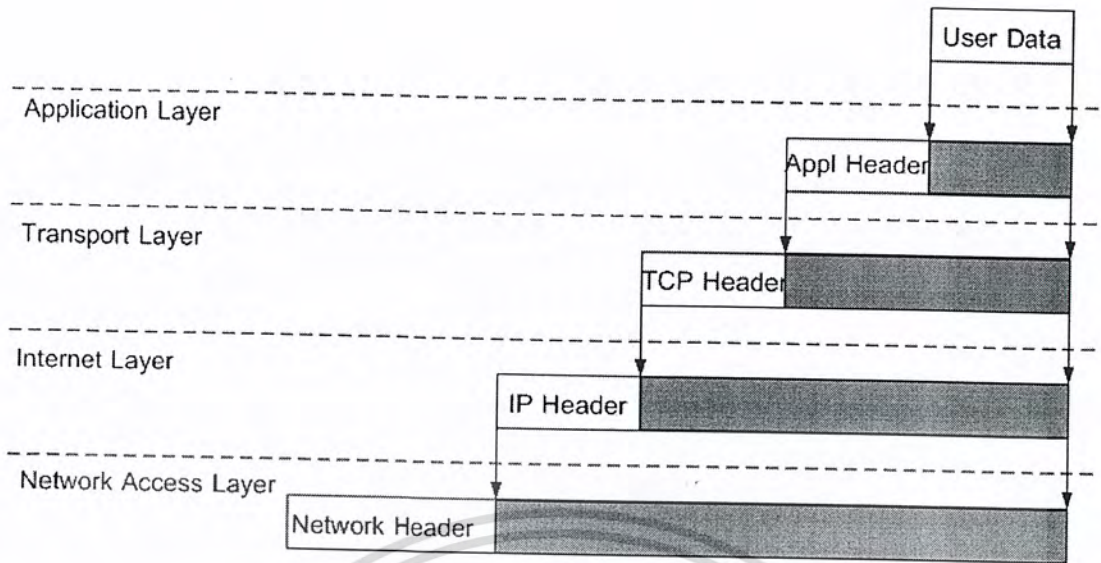 User Data
Application Layer
Appl Header
Transport Layer
TCP Header
Internet Layer
IP Header
Network Access Layer
Network Header